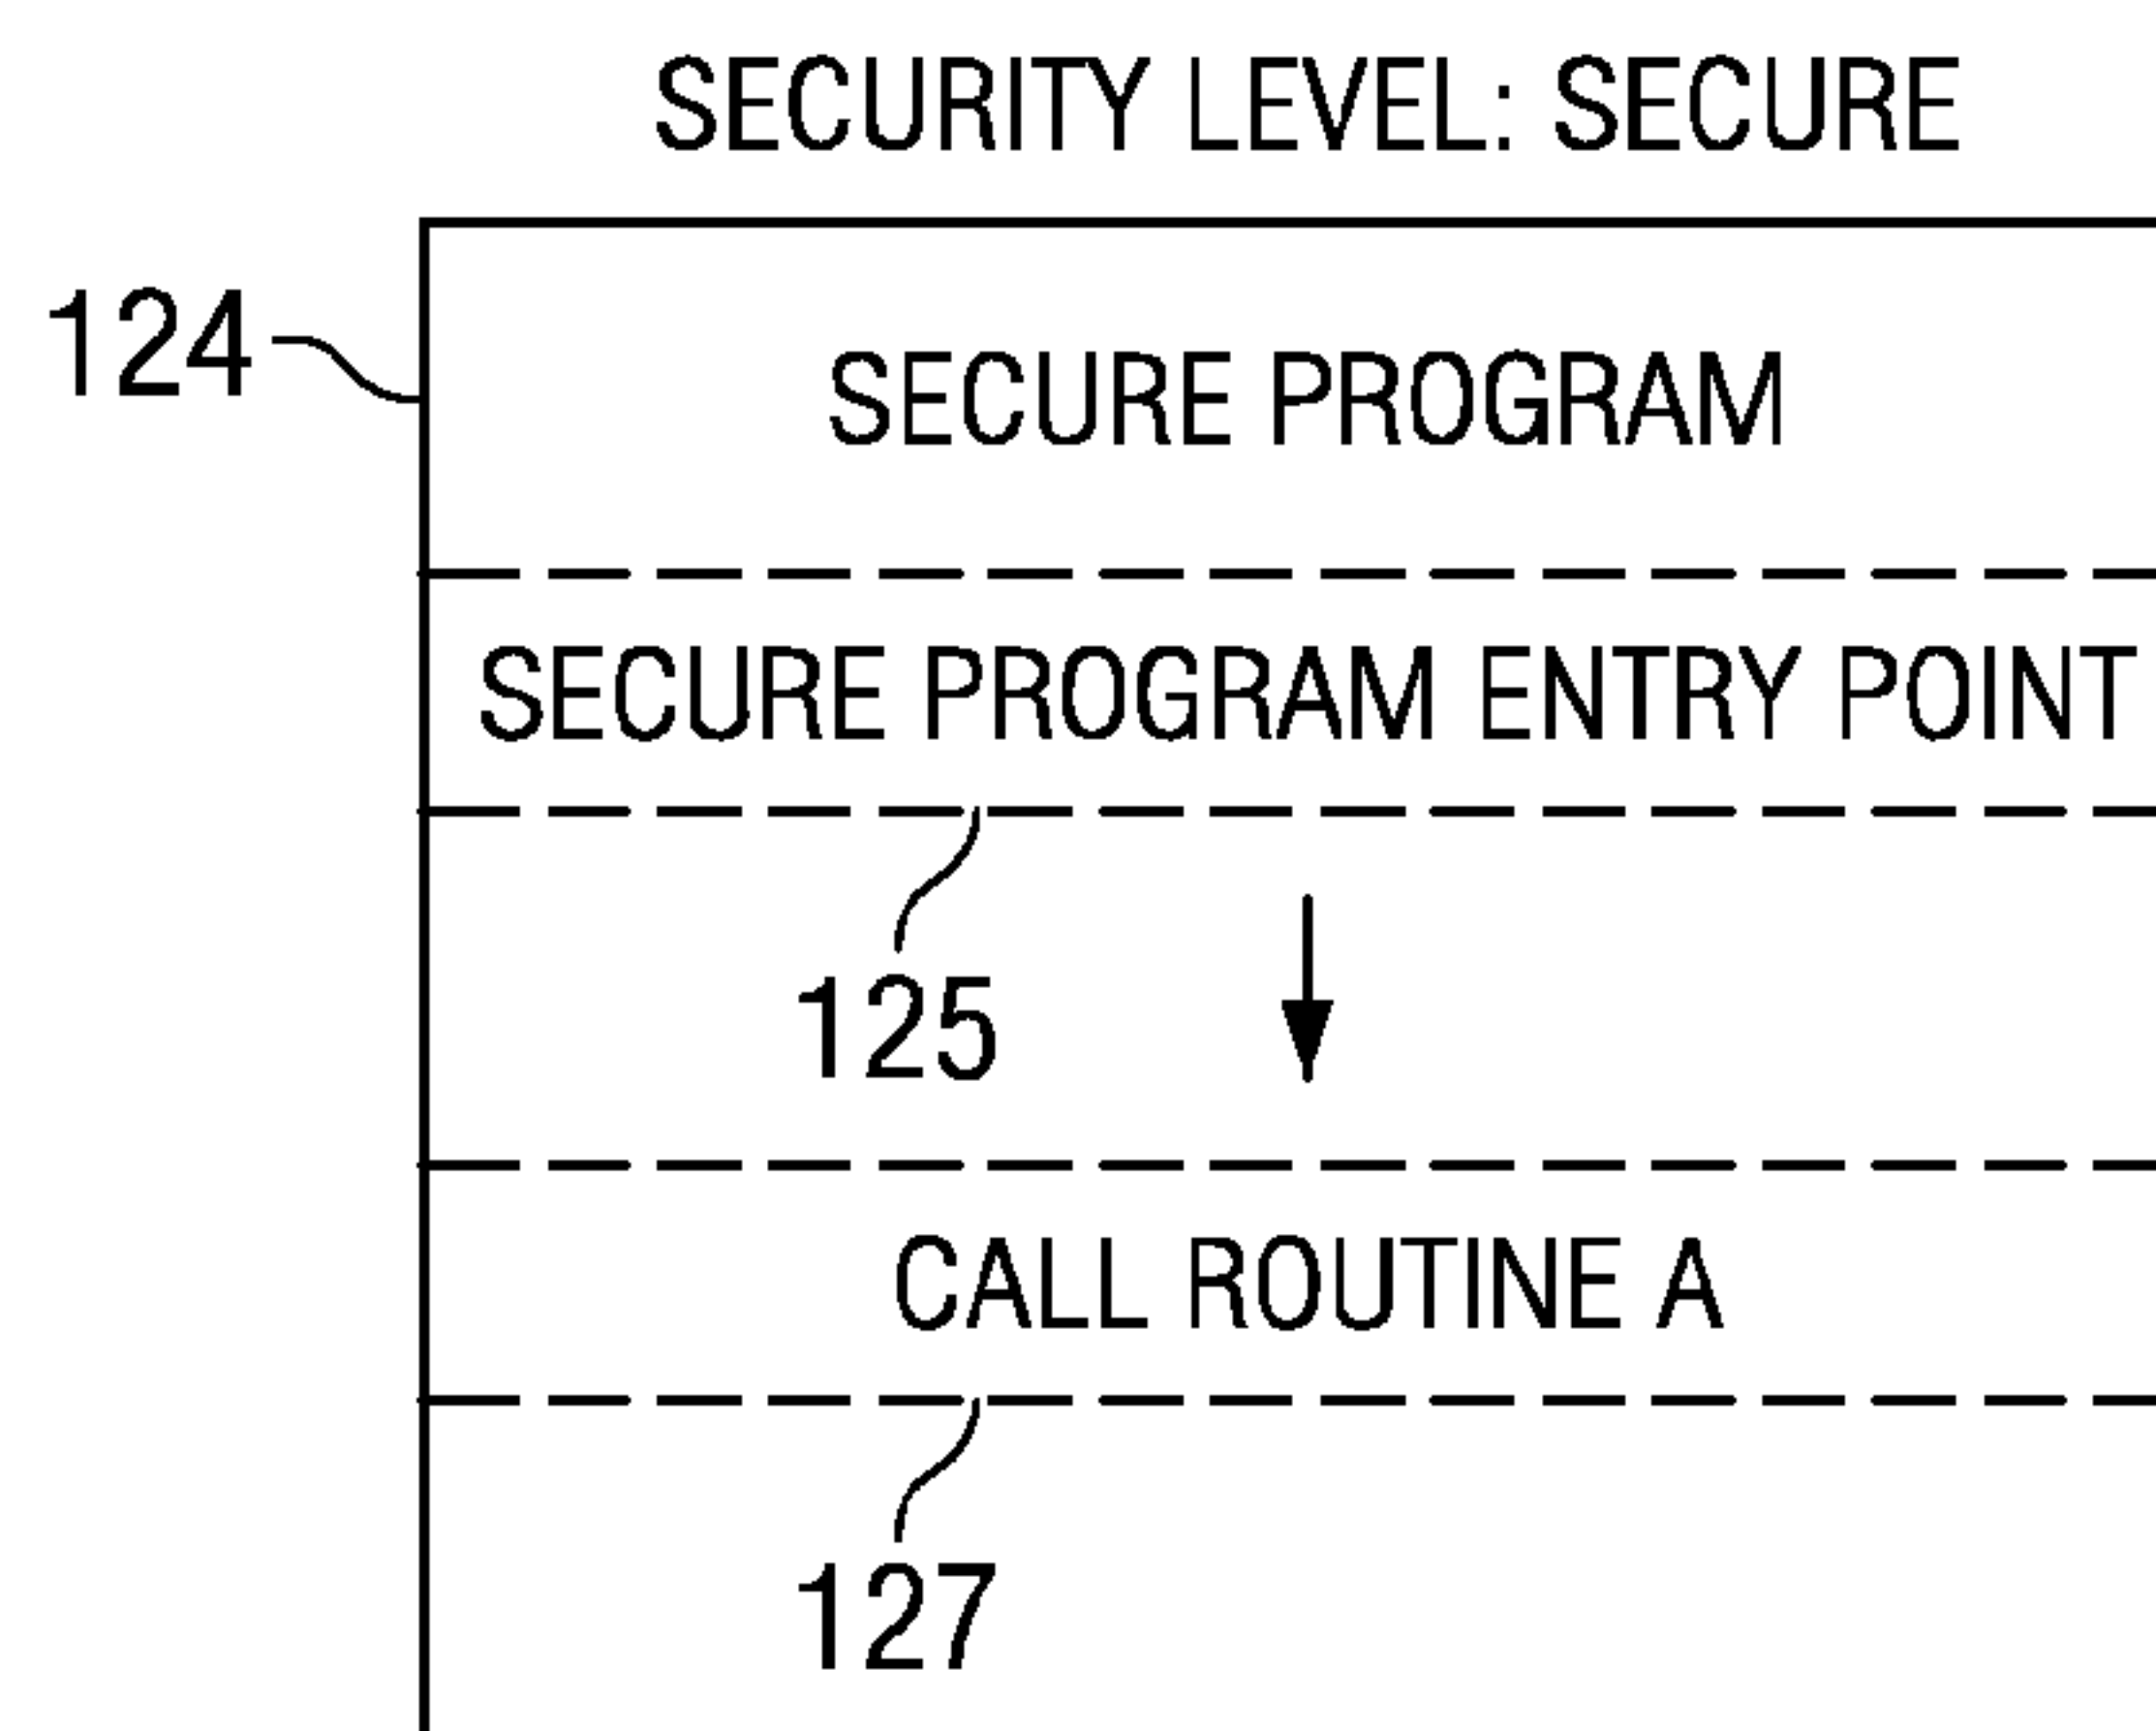 SECURITY LEVEL: SECURE
124
SECURE PROGRAM
SECURE PROGRAM ENTRY POINT
125
CALL ROUTINE A
127